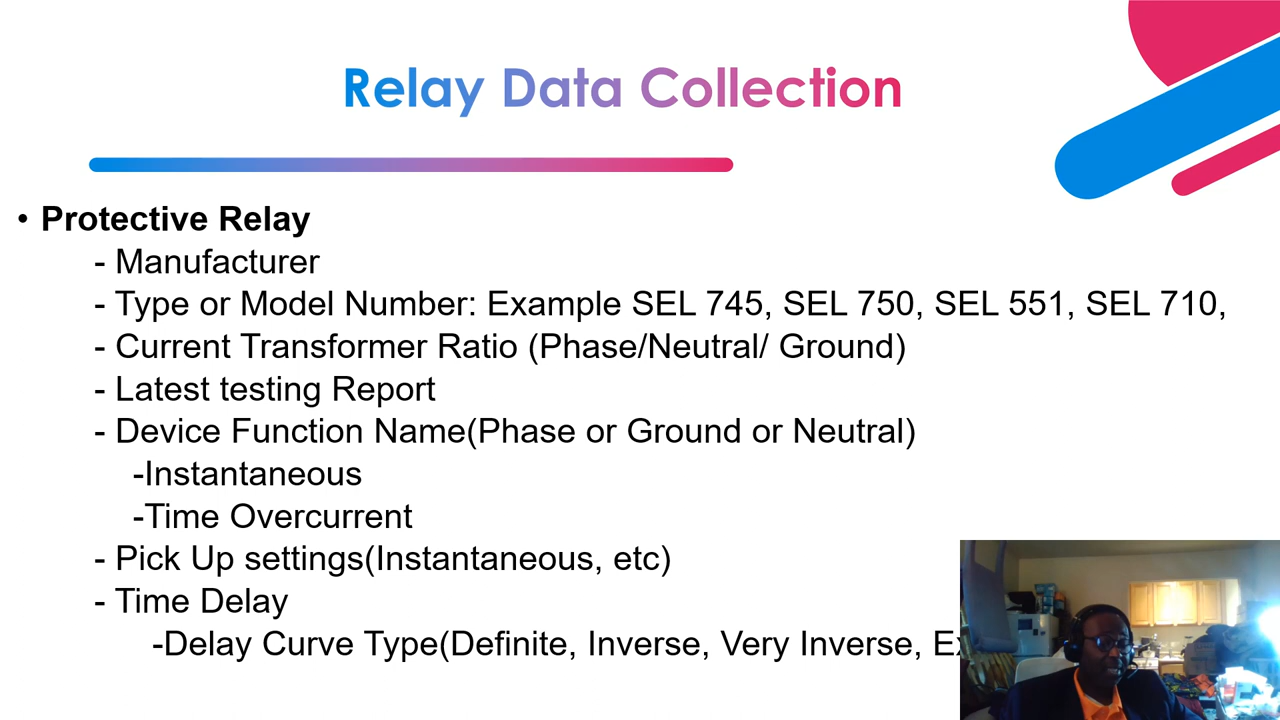 Relay Data Collection
• Protective Relay
- Manufacturer
- Type or Model Number: Example SEL 745, SEL 750, SEL 551, SEL 710,
- Current Transformer Ratio (Phase/Neutral/ Ground)
- Latest testing Report
- Device Function Name(Phase or Ground or Neutral)
-Instantaneous
-Time Overcurrent
- Pick Up settings(Instantaneous, etc)
- Time Delay
-Delay Curve Type(Definite, Inverse, Very Inverse,